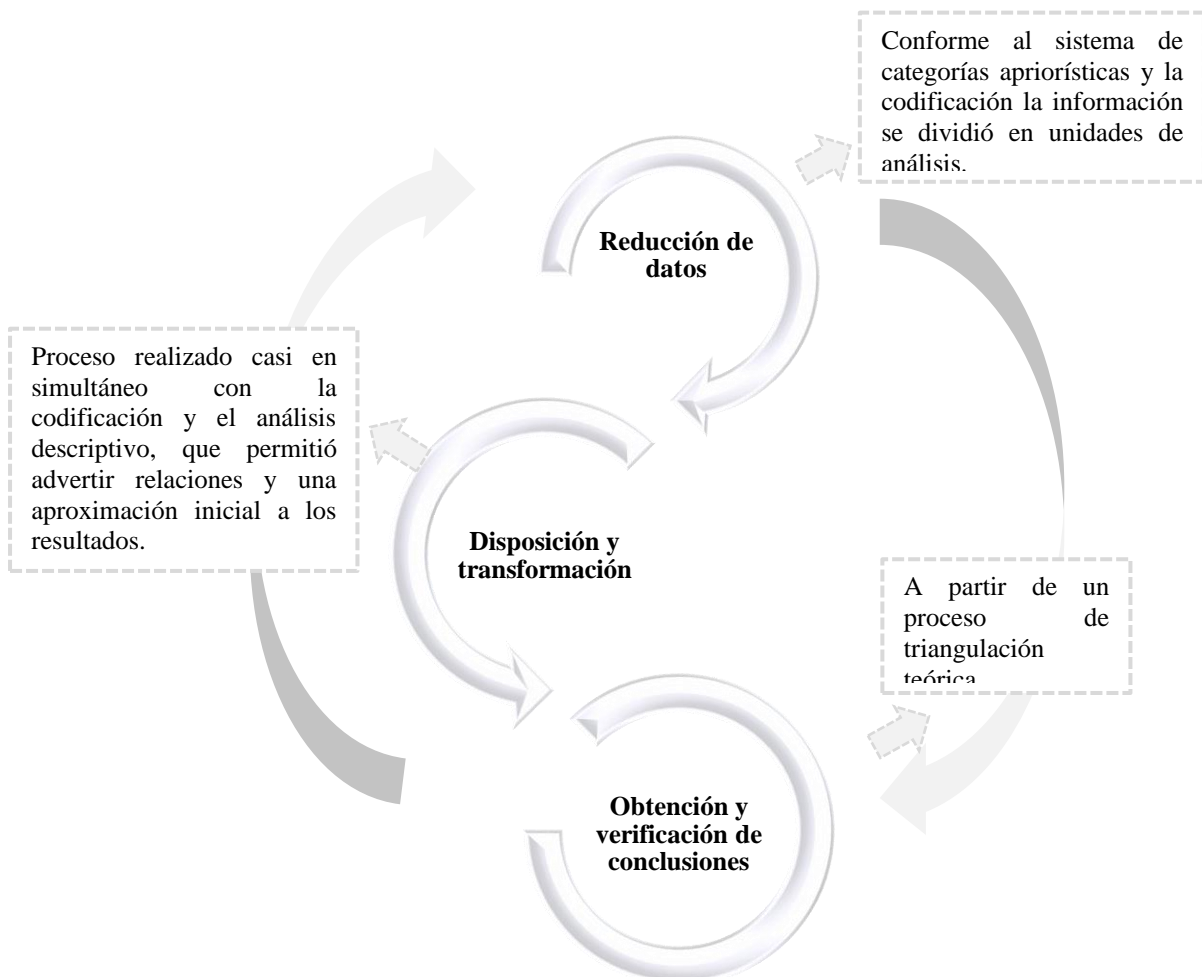 Conforme al sistema de
categorías apriorísticas y la
codificación la información
se dividió en unidades de
análisis.
Reducción de
datos
Proceso realizado casi en
simultáneo con la
codificación y el análisis
descriptivo, que permitió
advertir relaciones y una
aproximación inicial a los
resultados.
Disposición y
transformación
A partir de un
proceso de
triangulación
teórica
Obtención y
verificación de
conclusiones